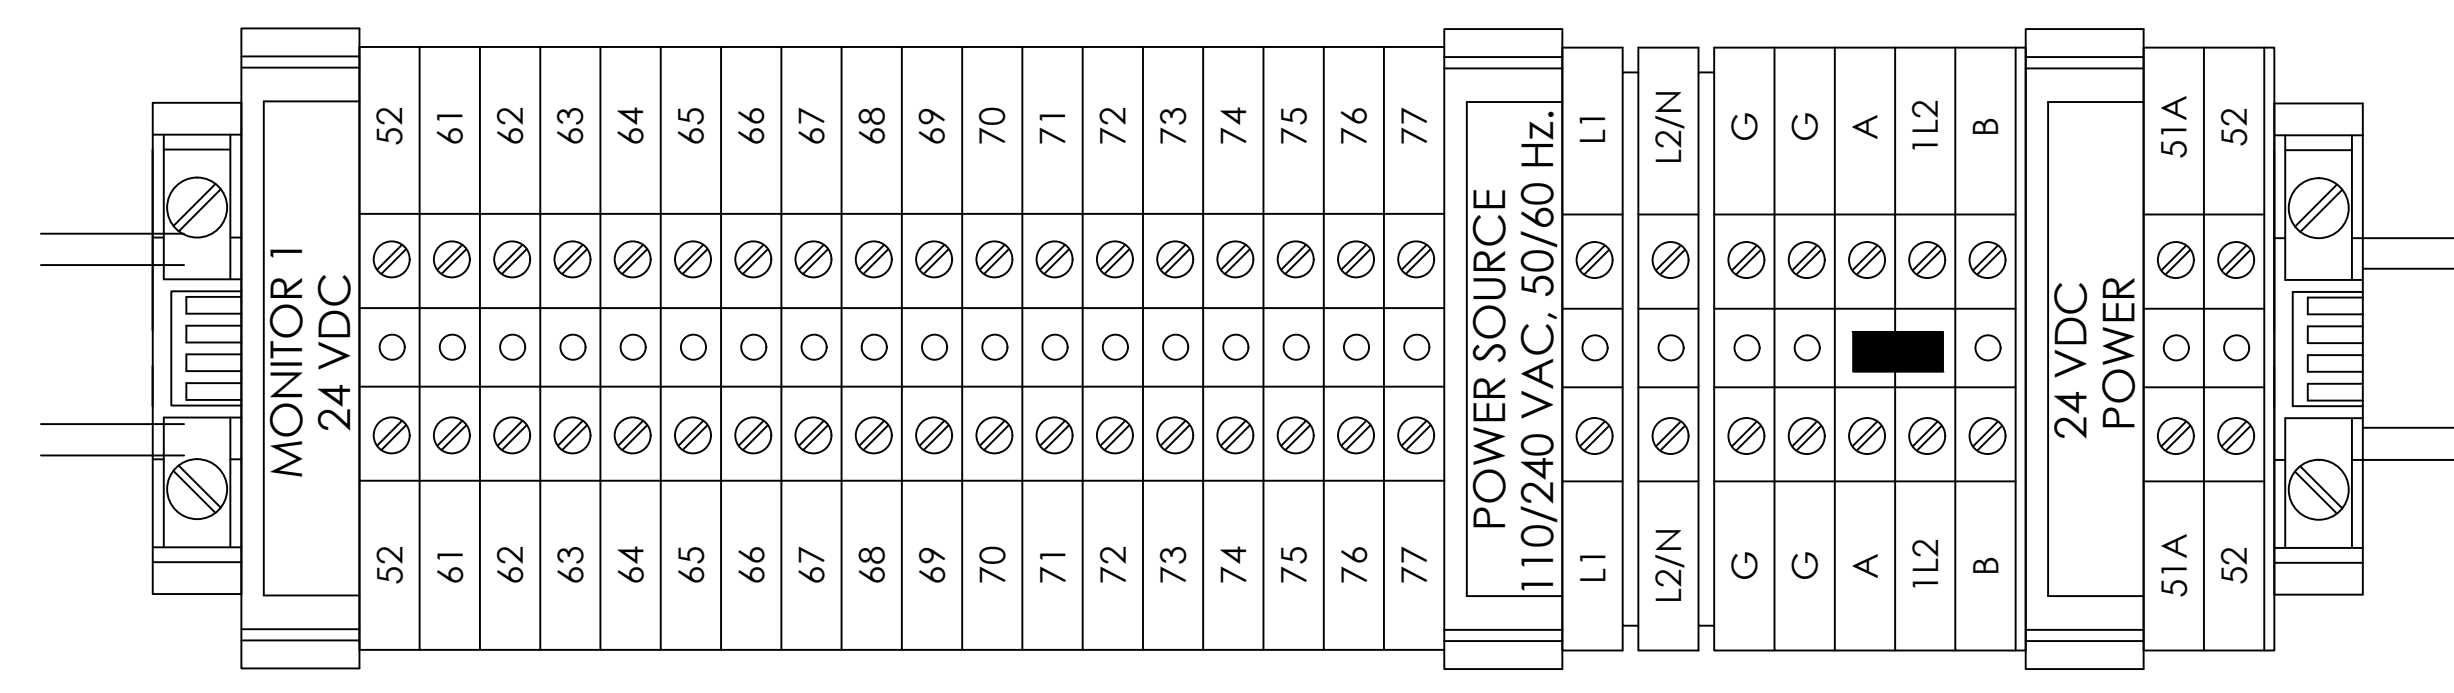 MONITOR 1
24 VDC
52 61 62 63 64 65 66 67 68 69 70 71 72 73 74 75 76 77
POWER SOURCE
110/240 VAC, 50/60 Hz.
L1 L2/N G G A 1L2 B
24 VDC
POWER
51A 52
52 61 62 63 64 65 66 67 68 69 70 71 72 73 74 75 76 77
L1 L2/N G G A 1L2 B
51A 52